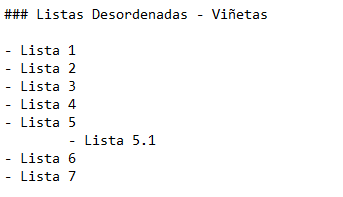 ### Listas Desordenadas - Viñetas
- Lista 1
- Lista 2
- Lista 3
- Lista 4
- Lista 5
- Lista 5.1
- Lista 6
- Lista 7